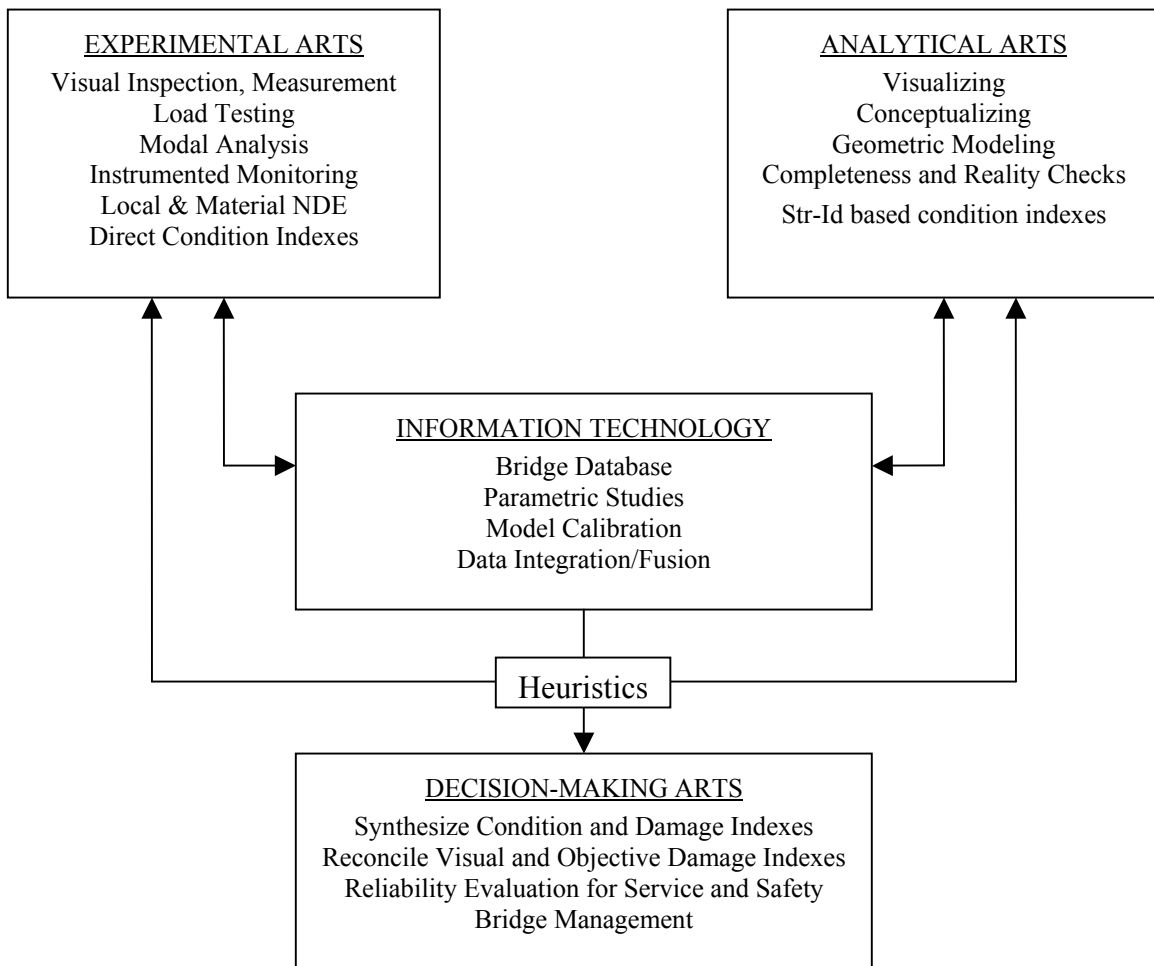 EXPERIMENTAL ARTS
Visual Inspection, Measurement
Load Testing
Modal Analysis
Instrumented Monitoring
Local & Material NDE
Direct Condition Indexes
ANALYTICAL ARTS
Visualizing
Conceptualizing
Geometric Modeling
Completeness and Reality Checks
Str-Id based condition indexes
INFORMATION TECHNOLOGY
Bridge Database
Parametric Studies
Model Calibration
Data Integration/Fusion
Heuristics
DECISION-MAKING ARTS
Synthesize Condition and Damage Indexes
Reconcile Visual and Objective Damage Indexes
Reliability Evaluation for Service and Safety
Bridge Management